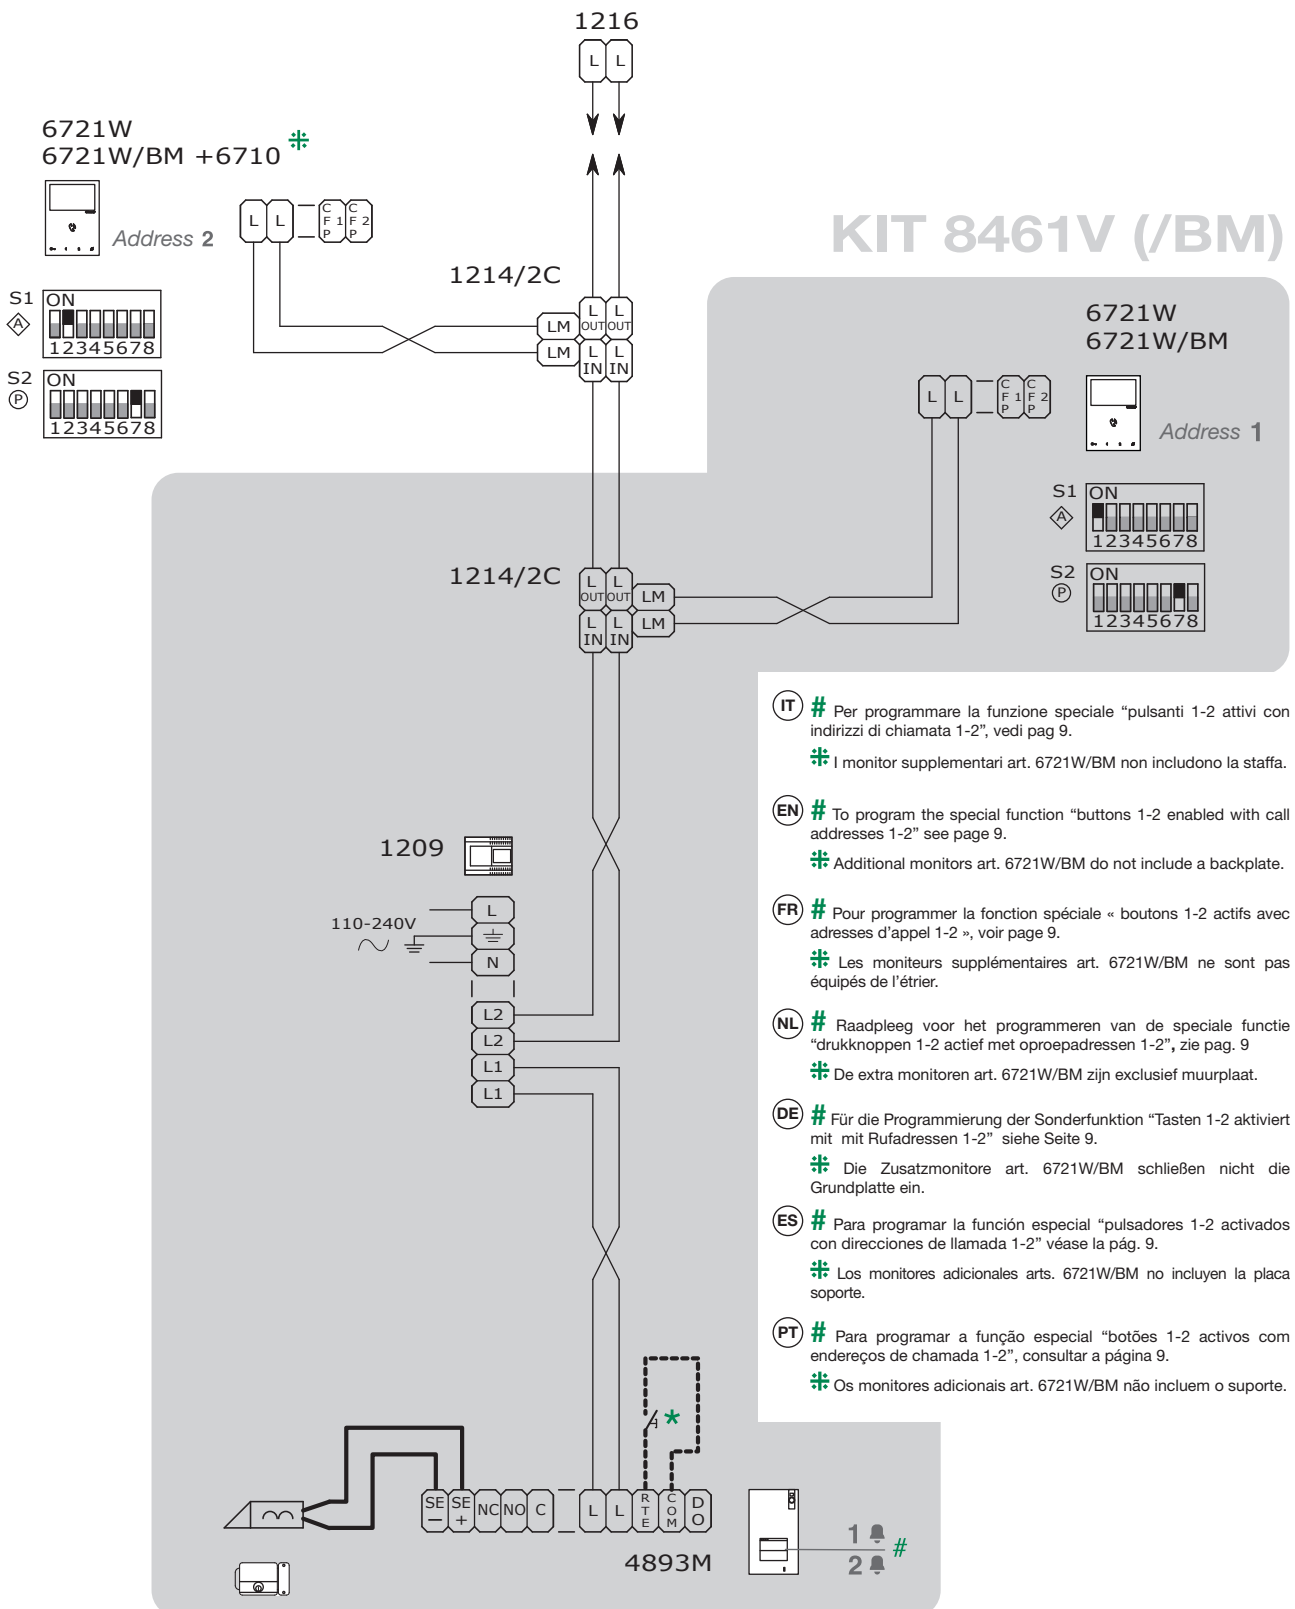 1216
L L
6721W
6721W/BM +6710 ⁜
Address 2
L L CFP1 CFP2
KIT 8461V (/BM)
1214/2C
S1 ON
A
12345678
LM L OUT L OUT
LM L IN L IN
S2 ON
P
12345678
6721W
6721W/BM
L L CFP1 CFP2
Address 1
S1 ON
A
12345678
1214/2C
L OUT L OUT LM
L IN L IN LM
S2 ON
P
12345678
IT # Per programmare la funzione speciale “pulsanti 1-2 attivi con
indirizzi di chiamata 1-2”, vedi pag 9.
⁜ I monitor supplementari art. 6721W/BM non includono la staffa.
EN # To program the special function “buttons 1-2 enabled with call
addresses 1-2” see page 9.
⁜ Additional monitors art. 6721W/BM do not include a backplate.
1209
FR # Pour programmer la fonction spéciale « boutons 1-2 actifs avec
adresses d’appel 1-2 », voir page 9.
⁜ Les moniteurs supplémentaires art. 6721W/BM ne sont pas
équipés de l’étrier.
110-240V
L
N
L2
L2
L1
L1
NL # Raadpleeg voor het programmeren van de speciale functie
“drukknoppen 1-2 actief met oproepadressen 1-2”, zie pag. 9
⁜ De extra monitoren art. 6721W/BM zijn exclusief muurplaat.
DE # Für die Programmierung der Sonderfunktion “Tasten 1-2 aktiviert
mit mit Rufadressen 1-2” siehe Seite 9.
⁜ Die Zusatzmonitore art. 6721W/BM schließen nicht die
Grundplatte ein.
ES # Para programar la función especial “pulsadores 1-2 activados
con direcciones de llamada 1-2” véase la pág. 9.
⁜ Los monitores adicionales arts. 6721W/BM no incluyen la placa
soporte.
PT # Para programar a função especial “botões 1-2 activos com
endereços de chamada 1-2”, consultar a página 9.
⁜ Os monitores adicionais art. 6721W/BM não incluem o suporte.
*
SE − SE + NC NO C L L RTE COM DO
4893M
1
2 #